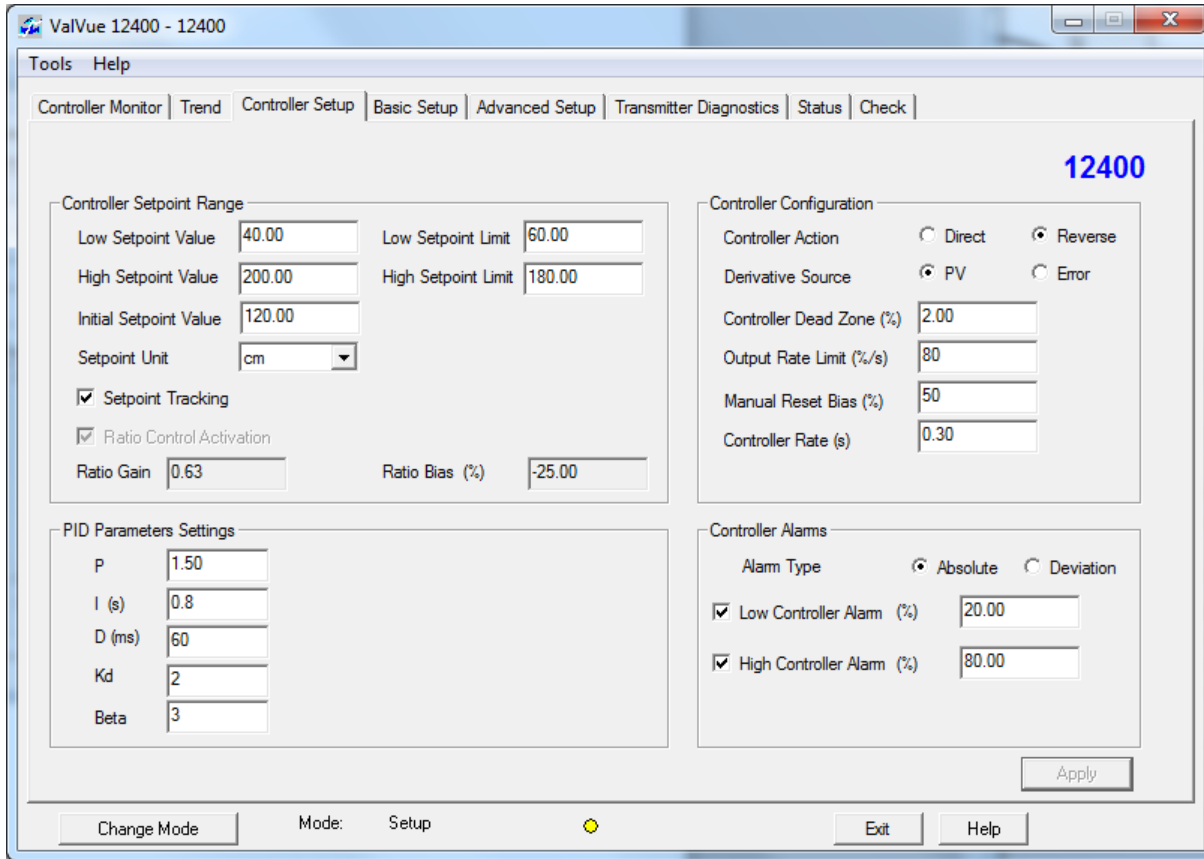 ValVue 12400 - 12400
Tools Help
Controller Monitor Trend Controller Setup Basic Setup Advanced Setup Transmitter Diagnostics Status Check
12400
Controller Setpoint Range
Low Setpoint Value 40.00 Low Setpoint Limit 60.00
High Setpoint Value 200.00 High Setpoint Limit 180.00
Initial Setpoint Value 120.00
Setpoint Unit cm
Setpoint Tracking
Ratio Control Activation
Ratio Gain 0.63 Ratio Bias (%) -25.00
Controller Configuration
Controller Action Direct Reverse
Derivative Source PV Error
Controller Dead Zone (%) 2.00
Output Rate Limit (%/s) 80
Manual Reset Bias (%) 50
Controller Rate (s) 0.30
PID Parameters Settings
P 1.50
I (s) 0.8
D (ms) 60
Kd 2
Beta 3
Controller Alarms
Alarm Type Absolute Deviation
Low Controller Alarm (%) 20.00
High Controller Alarm (%) 80.00
Apply
Change Mode Mode: Setup Exit Help